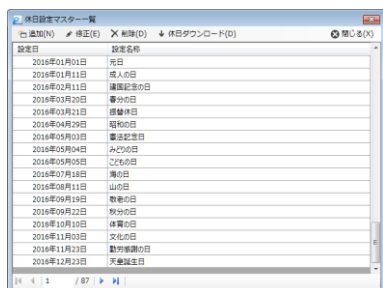 休日設定マスター一覧
追加(N) 修正(E) 削除(D) 休日ダウンロード(D) 閉じる(X)
設定日 設定名称
2016年01月01日 元日
2016年01月11日 成人の日
2016年02月11日 建国記念の日
2016年03月20日 春分の日
2016年03月21日 振替休日
2016年04月29日 昭和の日
2016年05月03日 憲法記念日
2016年05月04日 みどりの日
2016年05月05日 こどもの日
2016年07月18日 海の日
2016年08月11日 山の日
2016年09月19日 敬老の日
2016年09月22日 秋分の日
2016年10月10日 体育の日
2016年11月03日 文化の日
2016年11月23日 勤労感謝の日
2016年12月23日 天皇誕生日
1 / 87